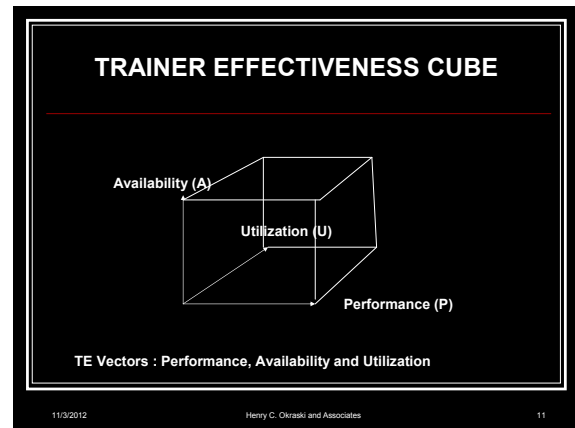 TRAINER EFFECTIVENESS CUBE
Availability (A)
Utilization (U)
Performance (P)
TE Vectors : Performance, Availability and Utilization
11/3/2012
Henry C. Okraski and Associates
11